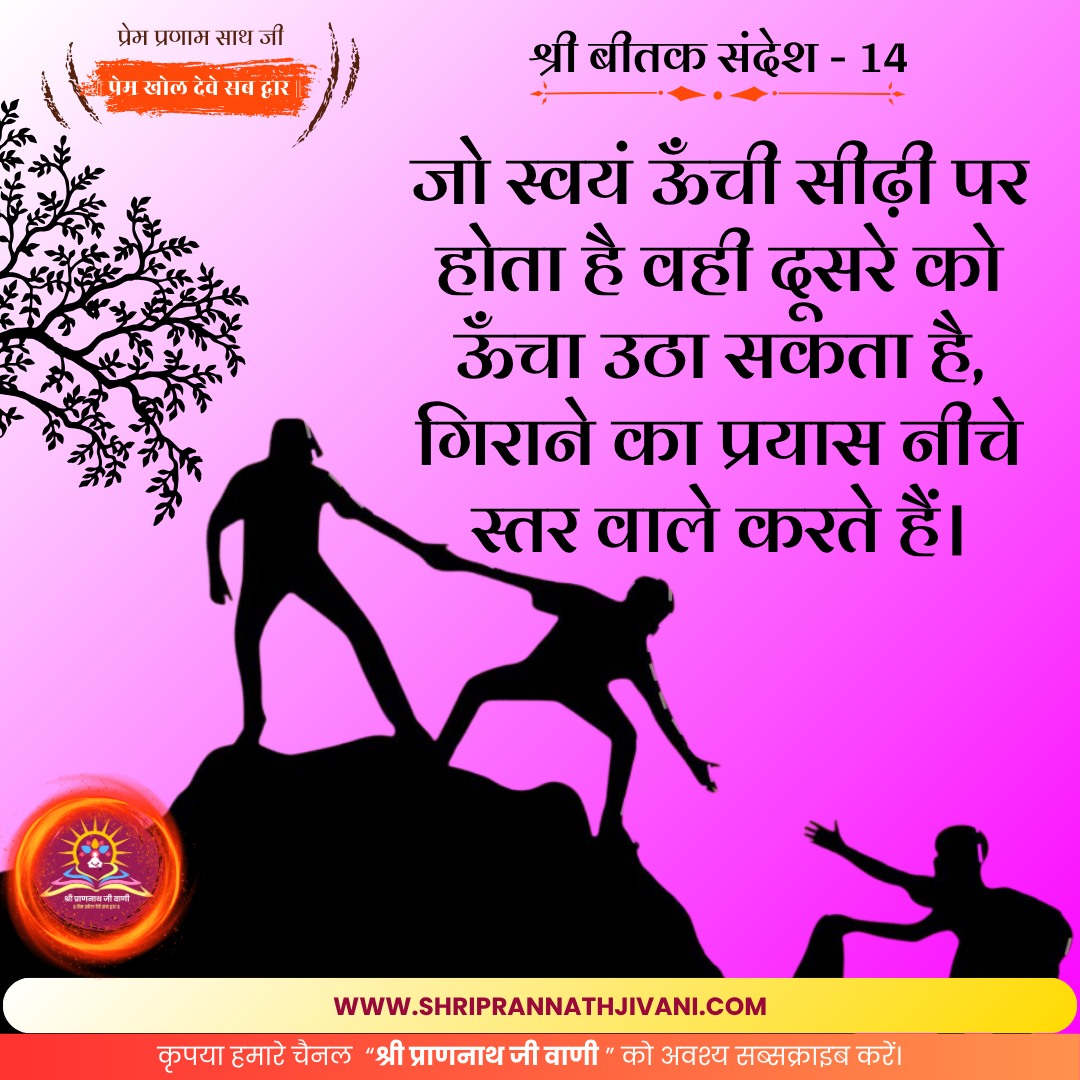 प्रेम प्रणाम साथ जी
॥ प्रेम खोल देवे सब द्वार ॥
श्री बीतक संदेश - 14
जो स्वयं ऊँची सीढ़ी पर
होता है वही दूसरे को
ऊँचा उठा सकता है,
गिराने का प्रयास नीचे
स्तर वाले करते हैं।
श्री प्राणनाथ जी वाणी
॥ प्रेम खोल देवे सब द्वार ॥
WWW.SHRIPRANNATHJIVANI.COM
कृपया हमारे चैनल “श्री प्राणनाथ जी वाणी ” को अवश्य सब्सक्राइब करें।